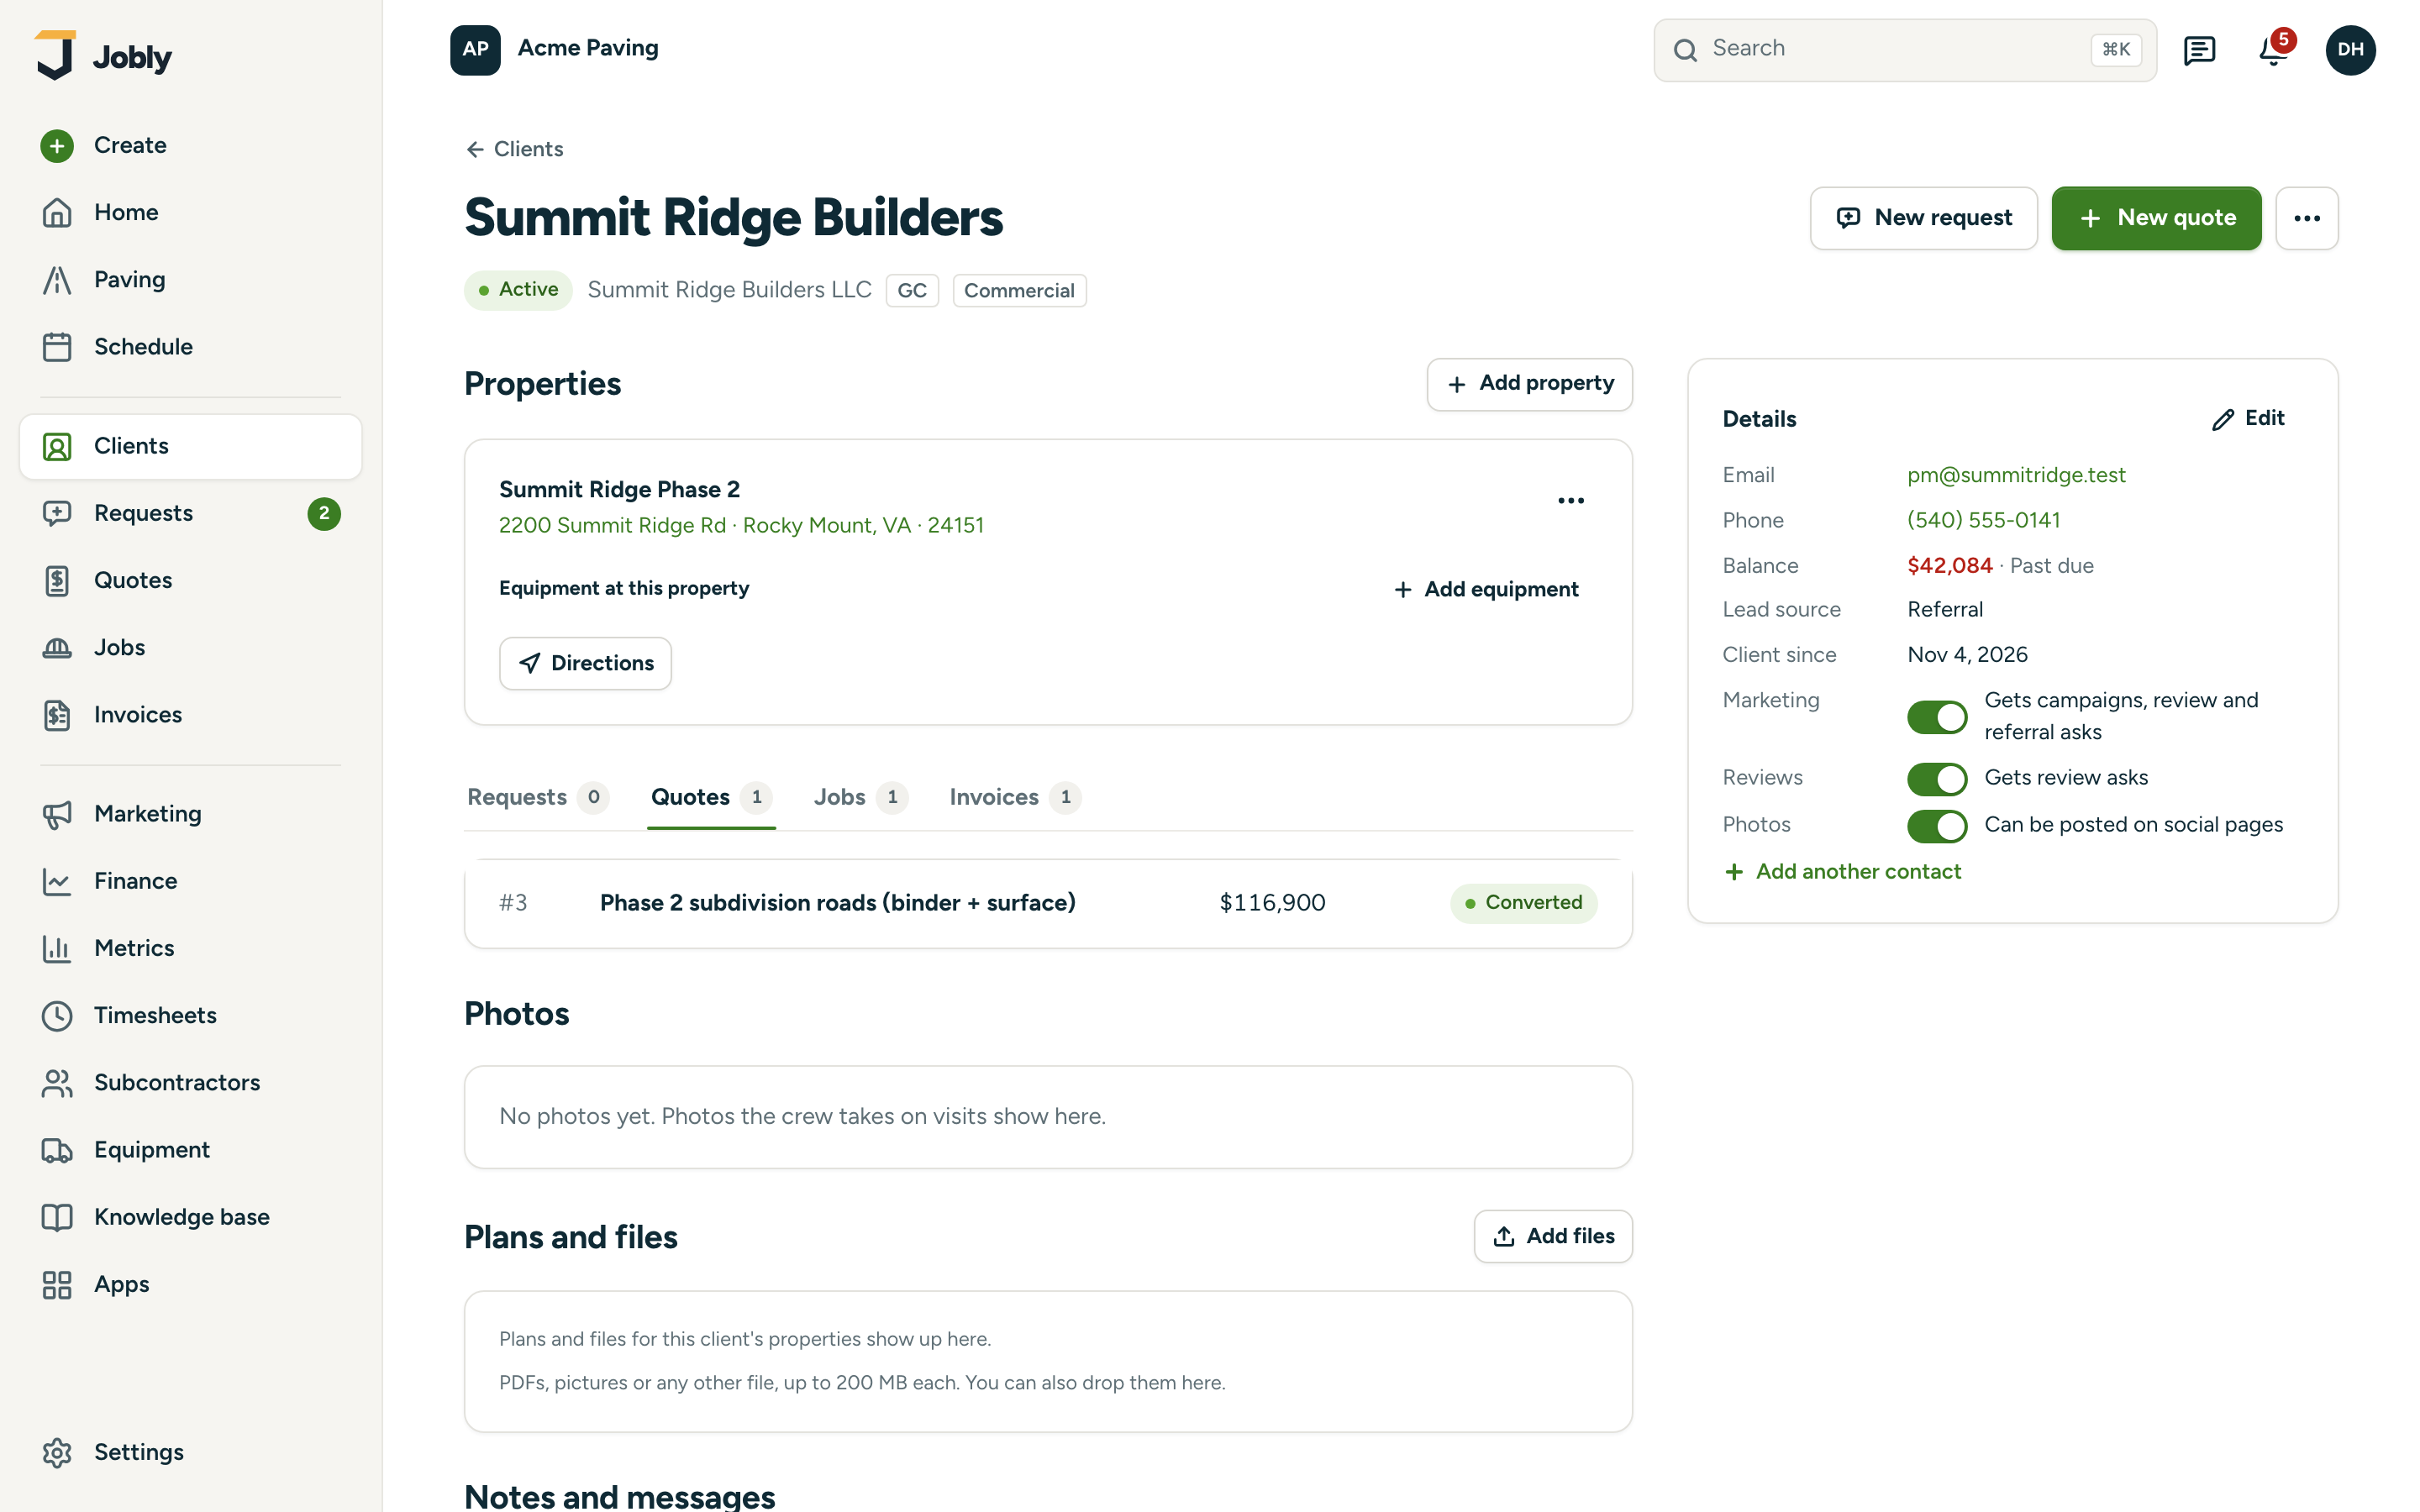 Jobly
Create
Home
Paving
Schedule
Clients
Requests 2
Quotes
Jobs
Invoices
Marketing
Finance
Metrics
Timesheets
Subcontractors
Equipment
Knowledge base
Apps
Settings
AP Acme Paving
Search ⌘K
5
DH
← Clients
Summit Ridge Builders
New request
+ New quote
Active Summit Ridge Builders LLC GC Commercial
Properties
+ Add property
Summit Ridge Phase 2
2200 Summit Ridge Rd · Rocky Mount, VA · 24151
Equipment at this property
+ Add equipment
Directions
Requests 0 Quotes 1 Jobs 1 Invoices 1
#3 Phase 2 subdivision roads (binder + surface) $116,900 Converted
Photos
No photos yet. Photos the crew takes on visits show here.
Plans and files
Add files
Plans and files for this client's properties show up here.
PDFs, pictures or any other file, up to 200 MB each. You can also drop them here.
Notes and messages
Details
Edit
Email pm@summitridge.test
Phone (540) 555-0141
Balance $42,084 · Past due
Lead source Referral
Client since Nov 4, 2026
Marketing Gets campaigns, review and
referral asks
Reviews Gets review asks
Photos Can be posted on social pages
+ Add another contact